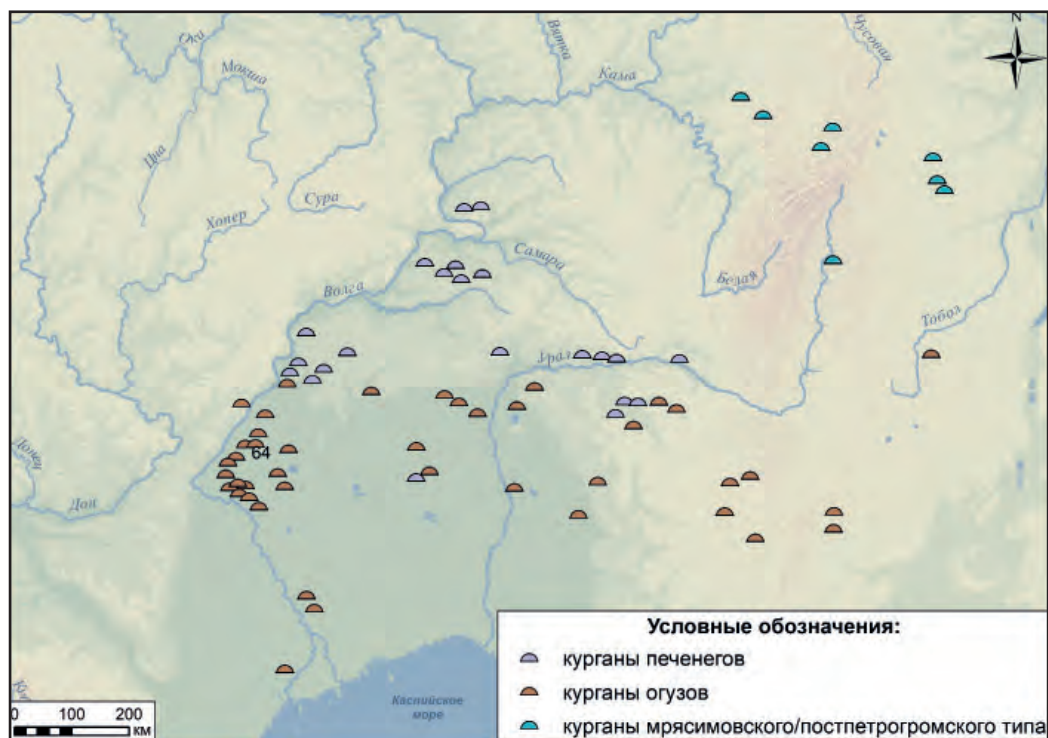 N
Ока
Вятка
Чусовая
Мокша
Кама
Цна
Сура
Хопер
Самара
Белая
Волга
Тобол
Урал
64
Донец
Дон
Каспийское
море
Условные обозначения:
курганы печенегов
курганы огузов
курганы мрясимовского/постпетрогромского типа
0 100 200
км